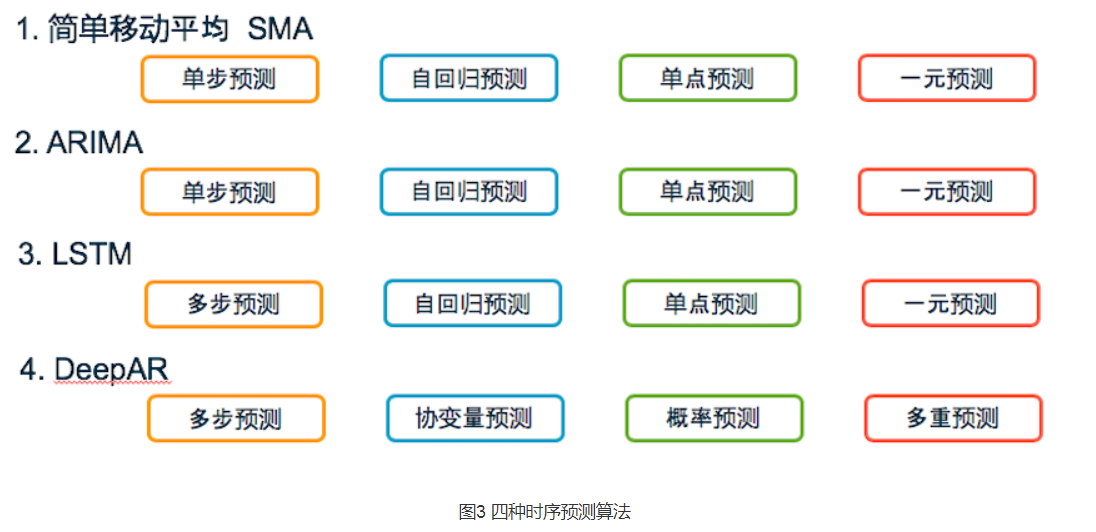 1. 简单移动平均 SMA
单步预测 自回归预测 单点预测 一元预测
2. ARIMA
单步预测 自回归预测 单点预测 一元预测
3. LSTM
多步预测 自回归预测 单点预测 一元预测
4. DeepAR
多步预测 协变量预测 概率预测 多重预测
图3 四种时序预测算法